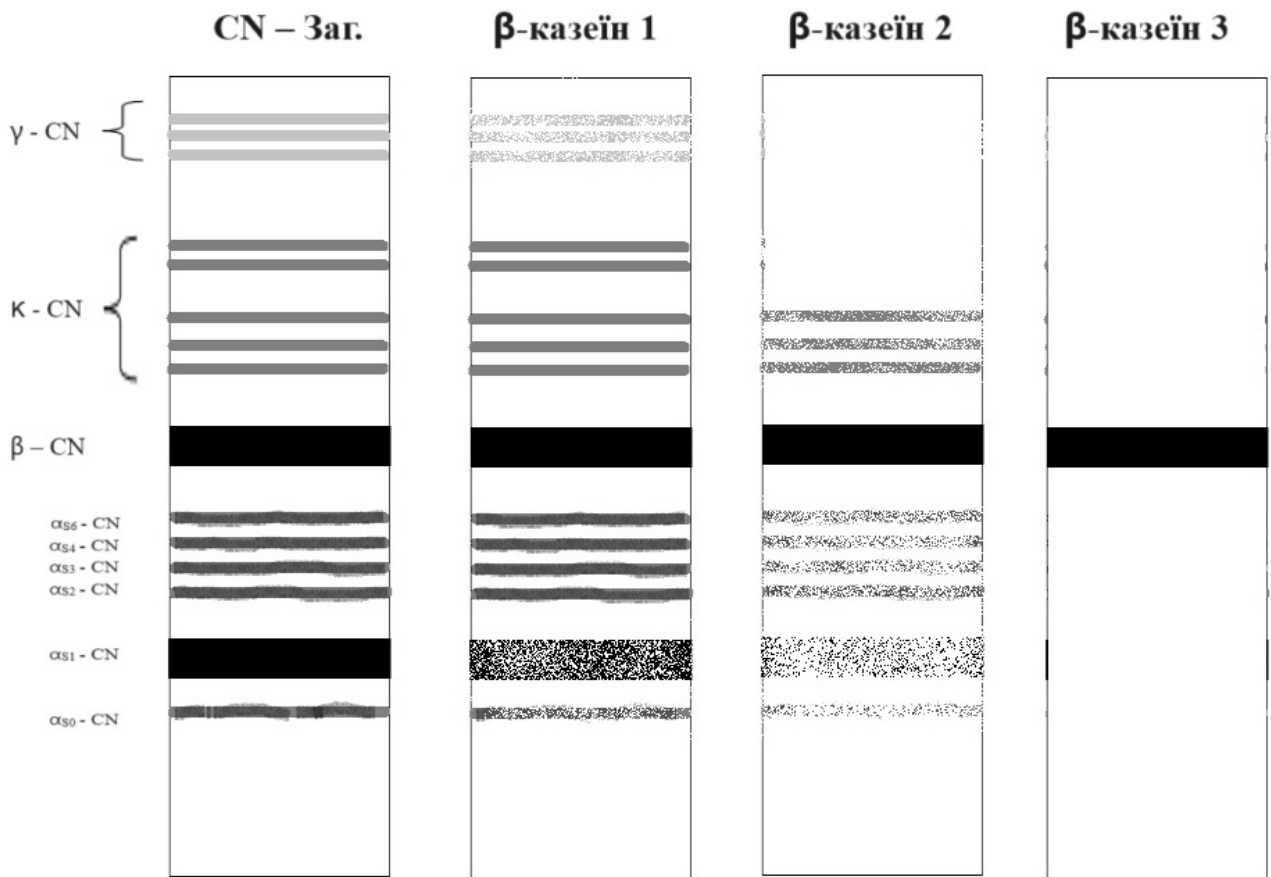 CN – Заг.
β-казеїн 1
β-казеїн 2
β-казеїн 3
γ - CN
κ - CN
β – CN
αS6 - CN
αS4 - CN
αS3 - CN
αS2 - CN
αS1 - CN
αS0 - CN